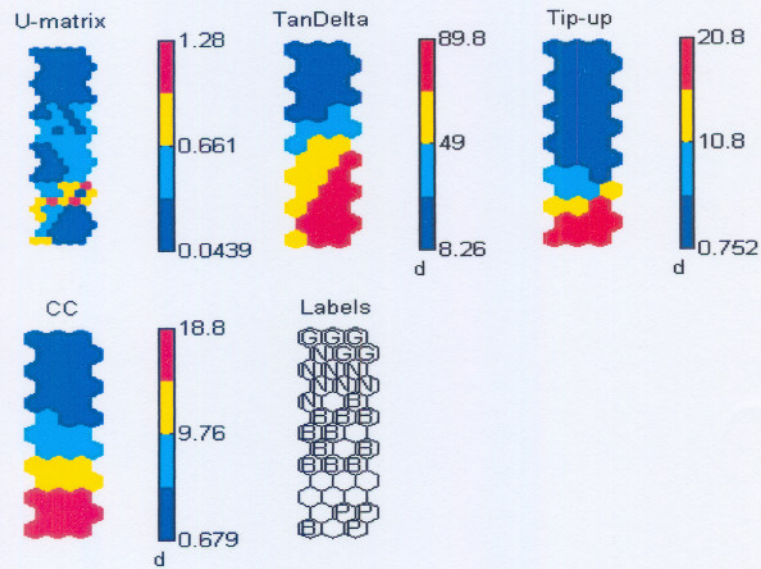 U-matrix
1.28
0.661
0.0439
TanDelta
89.8
49
8.26
d
Tip-up
20.8
10.8
0.752
d
CC
18.8
9.76
0.679
d
Labels
G G G
N G G
N N N
N N N
N B
B B B
B B
B B
B B B
P P
B P